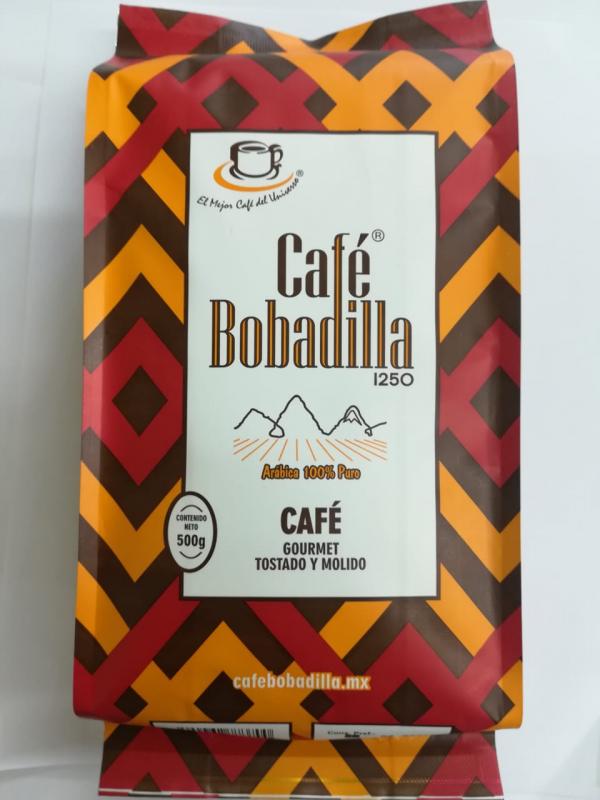 El Mejor Café del Universo®
Café®
Bobadilla
1250
Arábica 100% Puro
CONTENIDO
NETO
500g
CAFÉ
GOURMET
TOSTADO Y MOLIDO
cafebobadilla.mx